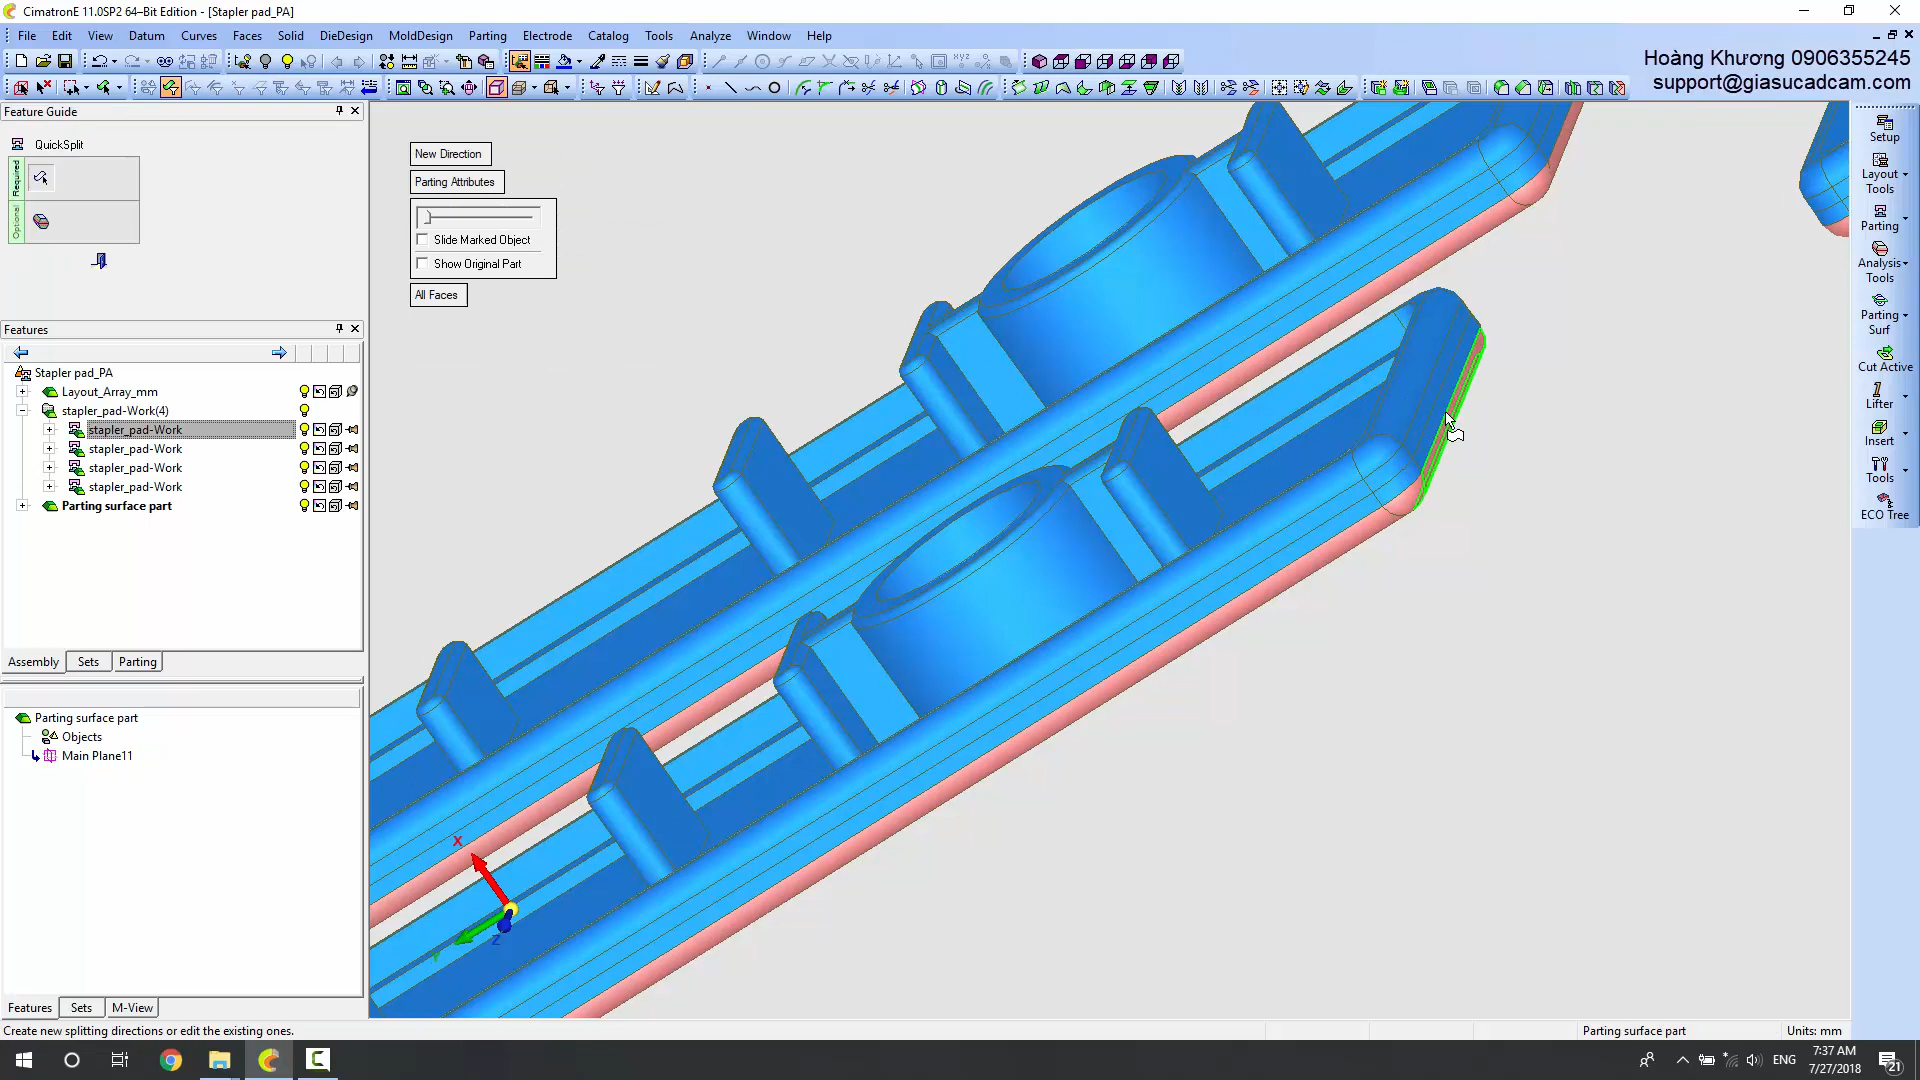 CimatronE 11.0SP2 64–Bit Edition - [Stapler pad_PA]
File Edit View Datum Curves Faces Solid DieDesign MoldDesign Parting Electrode Catalog Tools Analyze Window Help
Hoàng Khương 0906355245
support@giasucadcam.com
Feature Guide
QuickSplit
Required
Optional
New Direction
Parting Attributes
Slide Marked Object
Show Original Part
All Faces
Features
Stapler pad_PA
Layout_Array_mm
stapler_pad-Work(4)
stapler_pad-Work
stapler_pad-Work
stapler_pad-Work
stapler_pad-Work
Parting surface part
Assembly Sets Parting
Parting surface part
Objects
Main Plane11
Features Sets M-View
X
Y
Z
Setup
Layout Tools
Parting
Analysis Tools
Parting Surf
Cut Active
Lifter
Insert
Tools
ECO Tree
Create new splitting directions or edit the existing ones.
Parting surface part
Units: mm
ENG
7:37 AM
7/27/2018
21